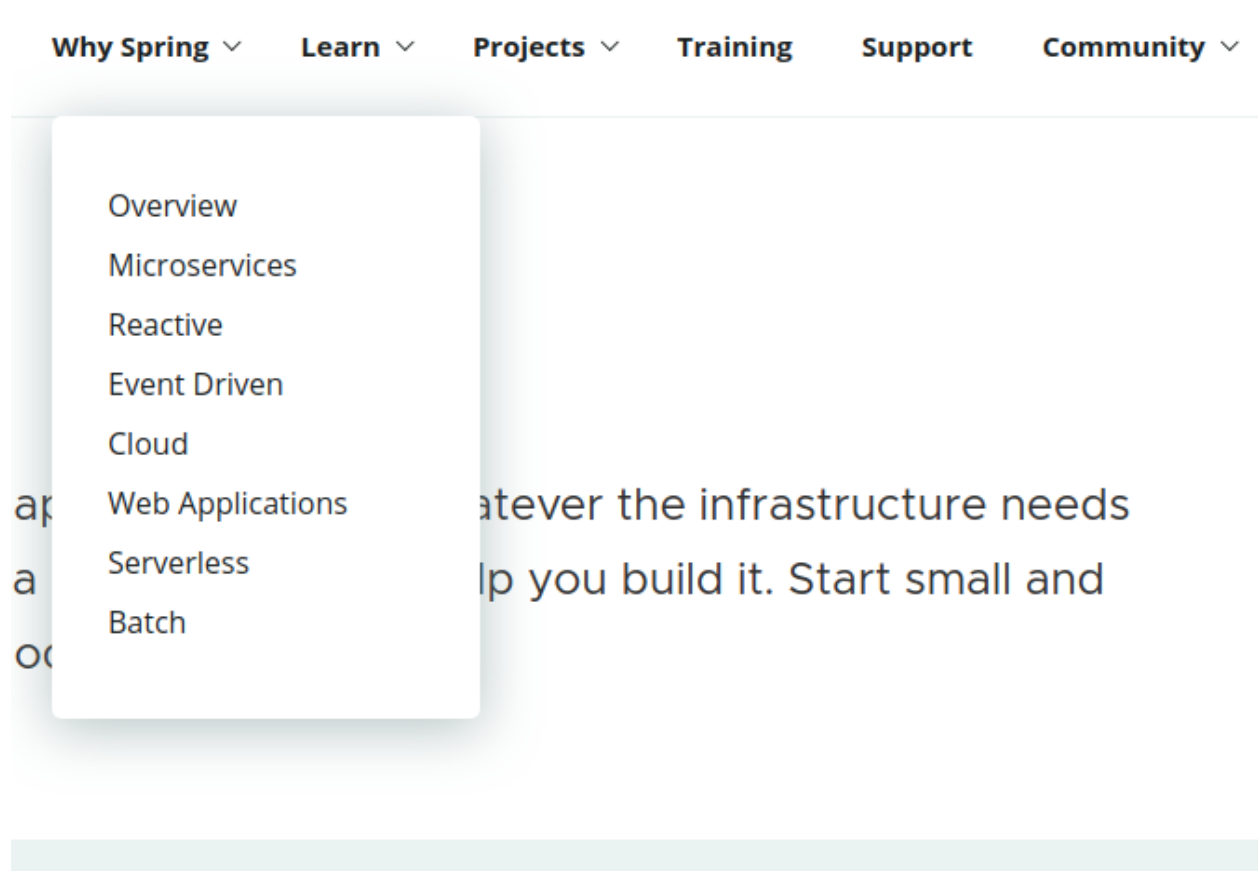 Why Spring Learn Projects Training Support Community
Overview
Microservices
Reactive
Event Driven
Cloud
Web Applications
atever the infrastructure needs
Serverless
a lp you build it. Start small and
Batch